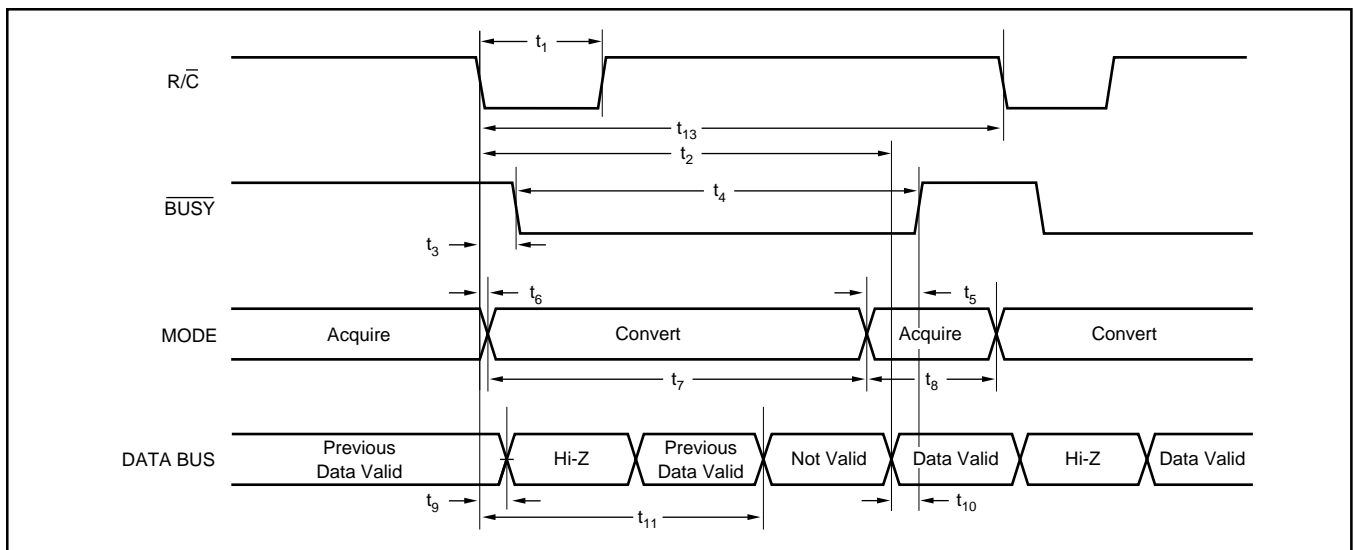 t1
R/C̅
t13
t2
B̅U̅S̅Y̅
t4
t3
t6
t5
MODE
Acquire
Convert
Acquire
Convert
t7
t8
DATA BUS
Previous
Data Valid
Hi-Z
Previous
Data Valid
Not Valid
Data Valid
Hi-Z
Data Valid
t9
t11
t10